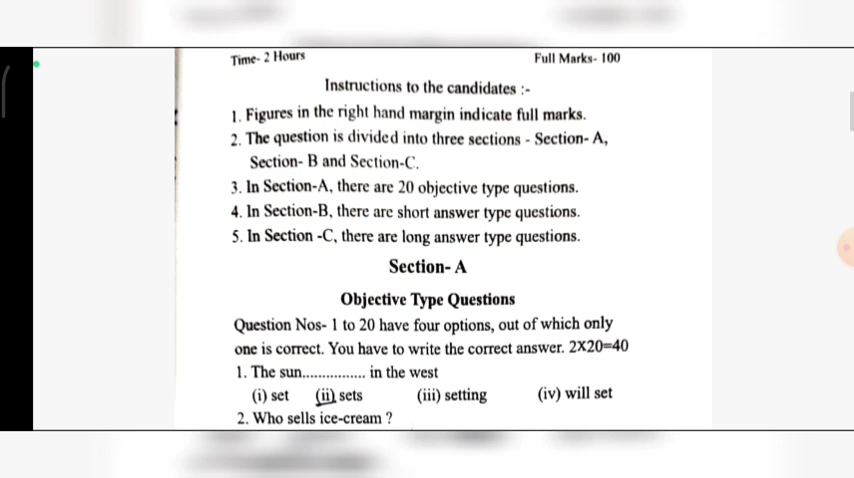 Time- 2 Hours Full Marks- 100
Instructions to the candidates :-
1. Figures in the right hand margin indicate full marks.
2. The question is divided into three sections - Section- A,
Section- B and Section-C.
3. In Section-A, there are 20 objective type questions.
4. In Section-B, there are short answer type questions.
5. In Section -C, there are long answer type questions.
Section- A
Objective Type Questions
Question Nos- 1 to 20 have four options, out of which only
one is correct. You have to write the correct answer. 2X20=40
1. The sun................ in the west
(i) set (ii) sets (iii) setting (iv) will set
2. Who sells ice-cream ?